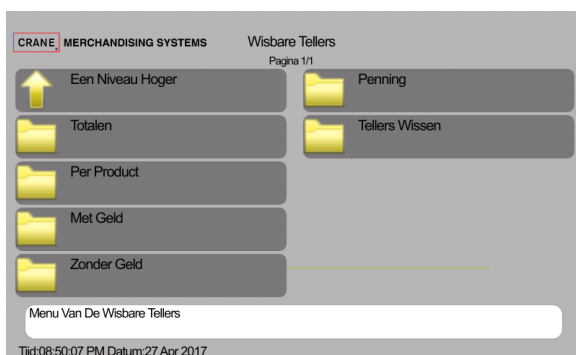 CRANE MERCHANDISING SYSTEMS Wisbare Tellers
Pagina 1/1
Een Niveau Hoger
Totalen
Per Product
Met Geld
Zonder Geld
Penning
Tellers Wissen
Menu Van De Wisbare Tellers
Tijd:08:50:07 PM Datum:27 Apr 2017